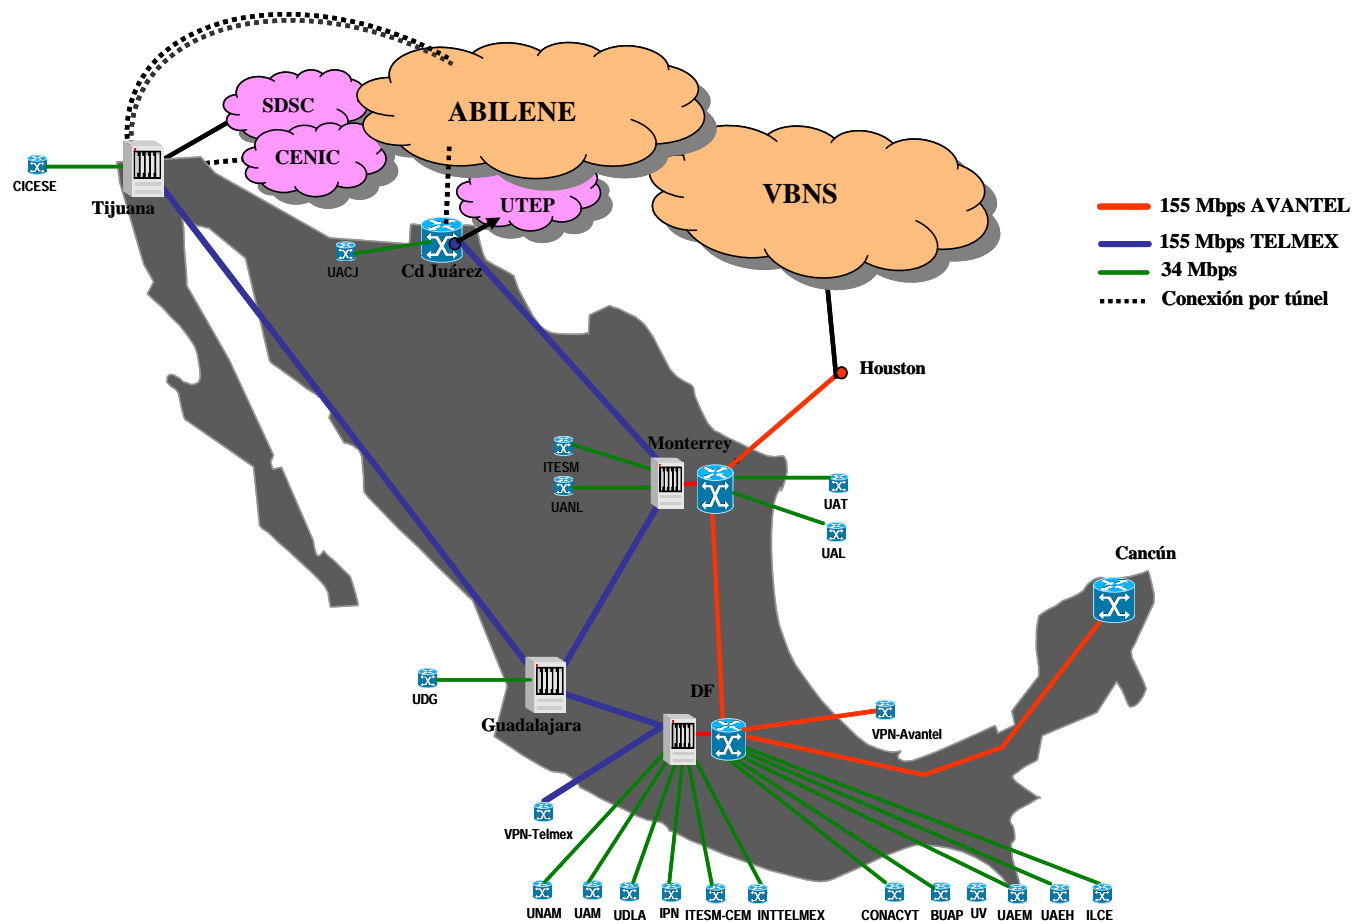 ABILENE
SDSC
CENIC
VBNS
UTEP
CICESE
Tijuana
155 Mbps AVANTEL
155 Mbps TELMEX
34 Mbps
Conexión por túnel
UACJ
Cd Juárez
Houston
Monterrey
ITESM
UANL
UAT
UAL
Cancún
UDG
Guadalajara
DF
VPN-Avantel
VPN-Telmex
UNAM
UAM
UDLA
IPN
ITESM-CEM
INTTELMEX
CONACYT
BUAP
UV
UAEM
UAEH
ILCE